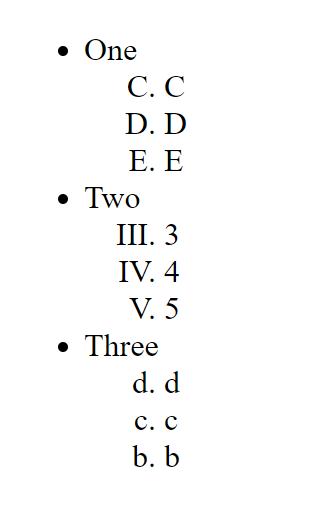 • One
C. C
D. D
E. E
• Two
III. 3
IV. 4
V. 5
• Three
d. d
c. c
b. b